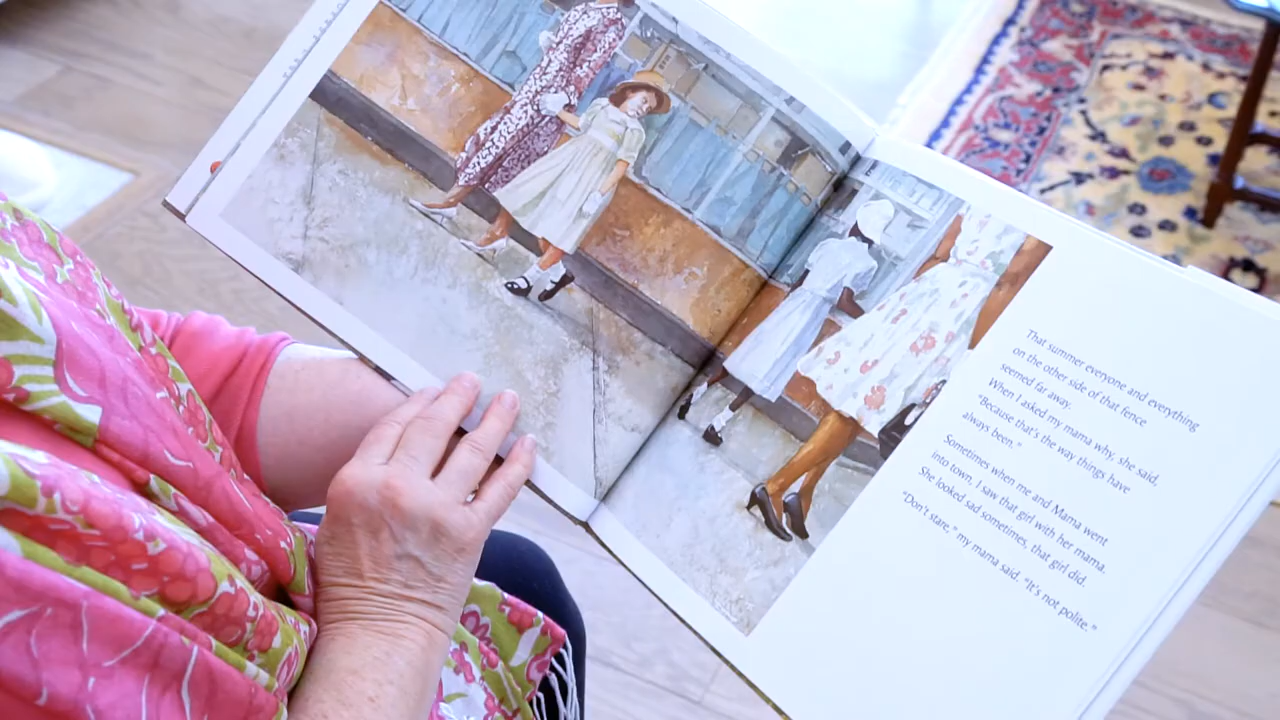 That summer everyone and everything
on the other side of that fence
seemed far away.
When I asked my mama why, she said,
"Because that's the way things have
always been."
Sometimes when me and Mama went
into town, I saw that girl with her mama.
She looked sad sometimes, that girl did.
"Don't stare," my mama said. "It's not polite."